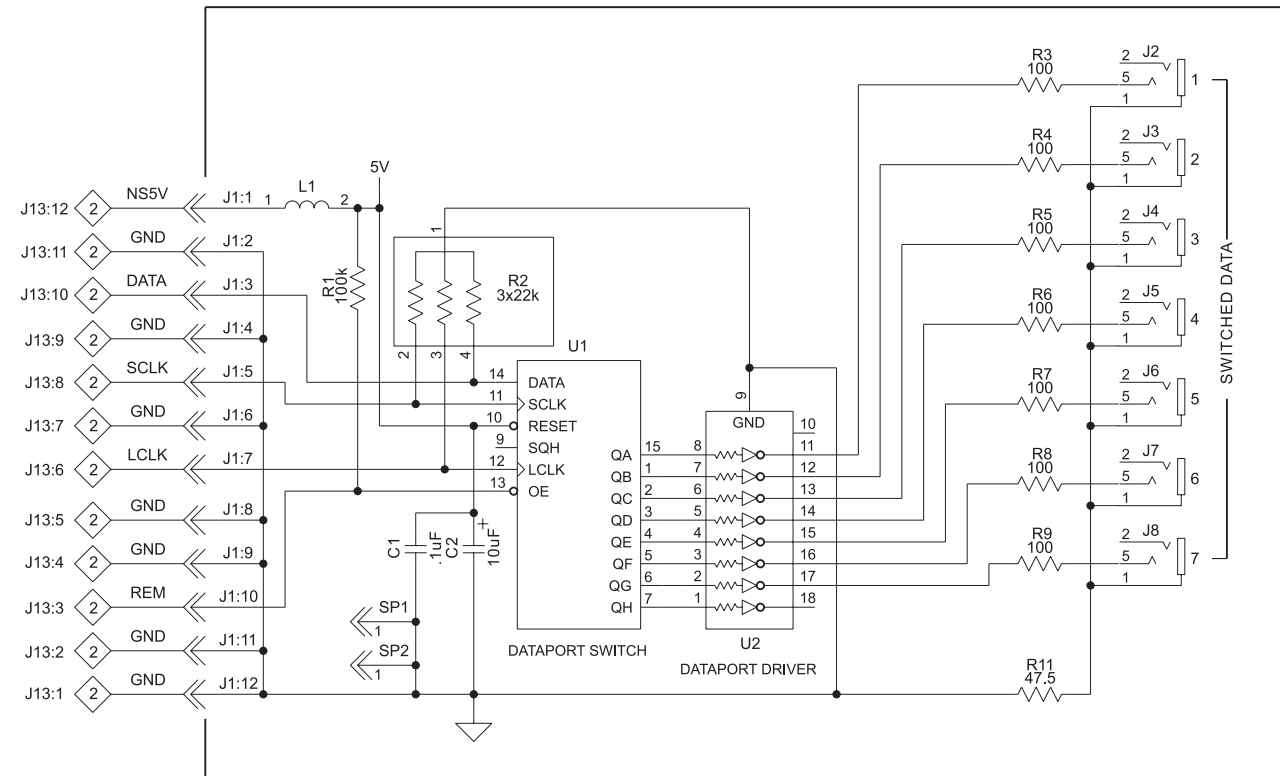 5V
J13:12 2 NS5V J1:1 1 L1 2
J13:11 2 GND J1:2
J13:10 2 DATA J1:3
J13:9 2 GND J1:4
J13:8 2 SCLK J1:5
J13:7 2 GND J1:6
J13:6 2 LCLK J1:7
J13:5 2 GND J1:8
J13:4 2 GND J1:9
J13:3 2 REM J1:10
J13:2 2 GND J1:11
J13:1 2 GND J1:12
R1
100k
1
R2
3x22k
2 3 4
C1
.1uF
C2
+
10uF
SP1
1
SP2
1
U1
14 DATA
11 SCLK
10 RESET
9 SQH
12 LCLK
13 OE
QA 15
QB 1
QC 2
QD 3
QE 4
QF 5
QG 6
QH 7
DATAPORT SWITCH
9
GND
10
8 11
7 12
6 13
5 14
4 15
3 16
2 17
1 18
U2
DATAPORT DRIVER
R3
100
2 J2
5
1
1
R4
100
2 J3
5
1
2
R5
100
2 J4
5
1
3
R6
100
2 J5
5
1
4
R7
100
2 J6
5
1
5
R8
100
2 J7
5
1
6
R9
100
2 J8
5
1
7
R11
47.5
SWITCHED DATA